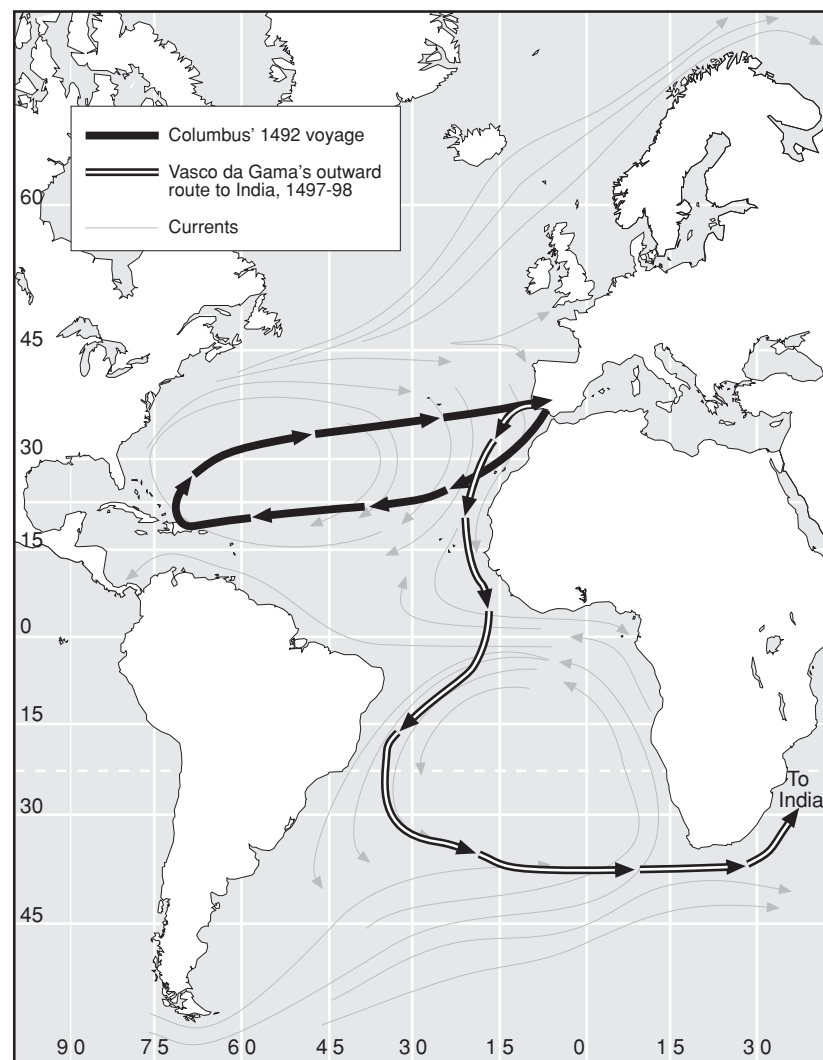 Columbus' 1492 voyage
Vasco da Gama's outward
route to India, 1497-98
Currents
60
45
30
15
0
15
30
45
To
India
90 75 60 45 30 15 0 15 30